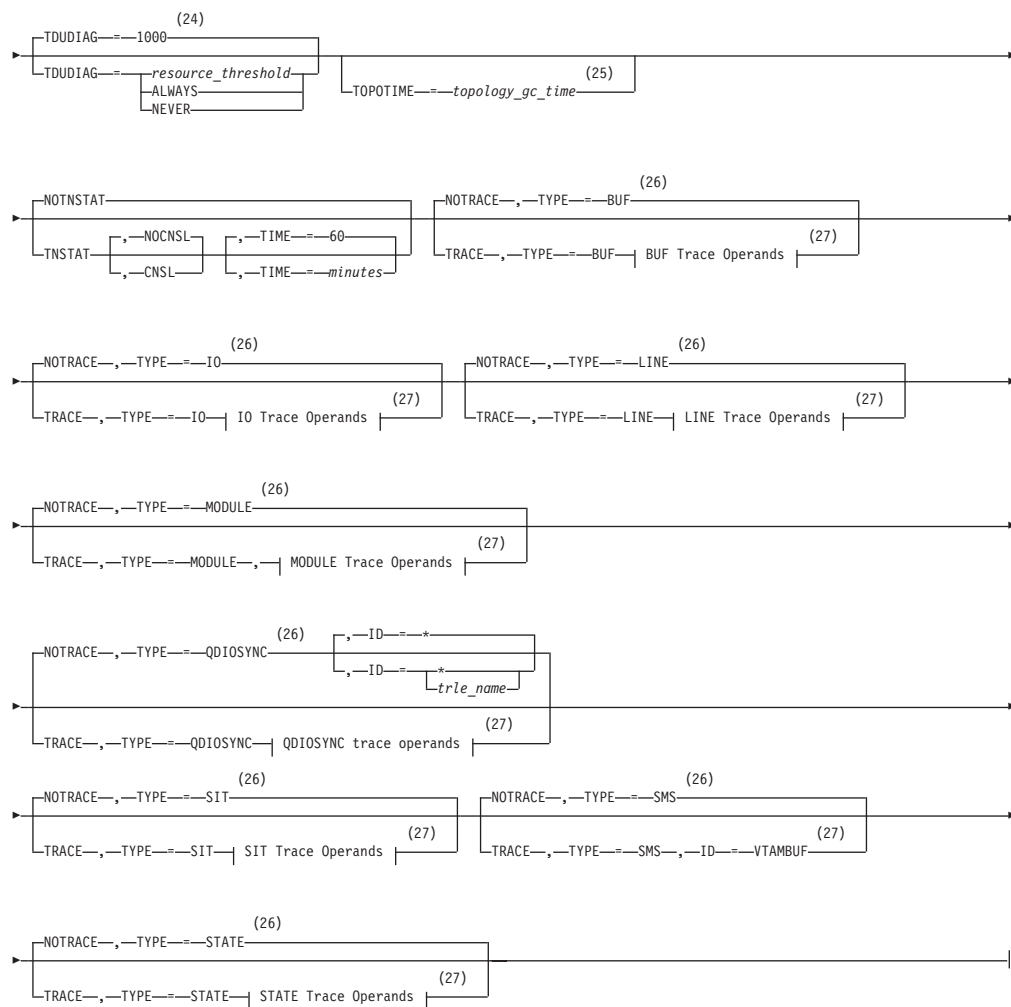 (24)
TDUDIAG = 1000
TDUDIAG = resource_threshold
ALWAYS
NEVER
(25)
TOPOTIME = topology_gc_time
NOTNSTAT
TNSTAT , NOCNSL , TIME = 60
, CNSL , TIME = minutes
(26)
NOTRACE , TYPE = BUF
(27)
TRACE , TYPE = BUF BUF Trace Operands
(26)
NOTRACE , TYPE = IO
(27)
TRACE , TYPE = IO IO Trace Operands
(26)
NOTRACE , TYPE = LINE
(27)
TRACE , TYPE = LINE LINE Trace Operands
(26)
NOTRACE , TYPE = MODULE
(27)
TRACE , TYPE = MODULE , MODULE Trace Operands
(26)
NOTRACE , TYPE = QDIOSYNC , ID = *
, ID = *
trle_name
(27)
TRACE , TYPE = QDIOSYNC QDIOSYNC trace operands
(26)
NOTRACE , TYPE = SIT
(27)
TRACE , TYPE = SIT SIT Trace Operands
(26)
NOTRACE , TYPE = SMS
(27)
TRACE , TYPE = SMS , ID = VTAMBUF
(26)
NOTRACE , TYPE = STATE
(27)
TRACE , TYPE = STATE STATE Trace Operands